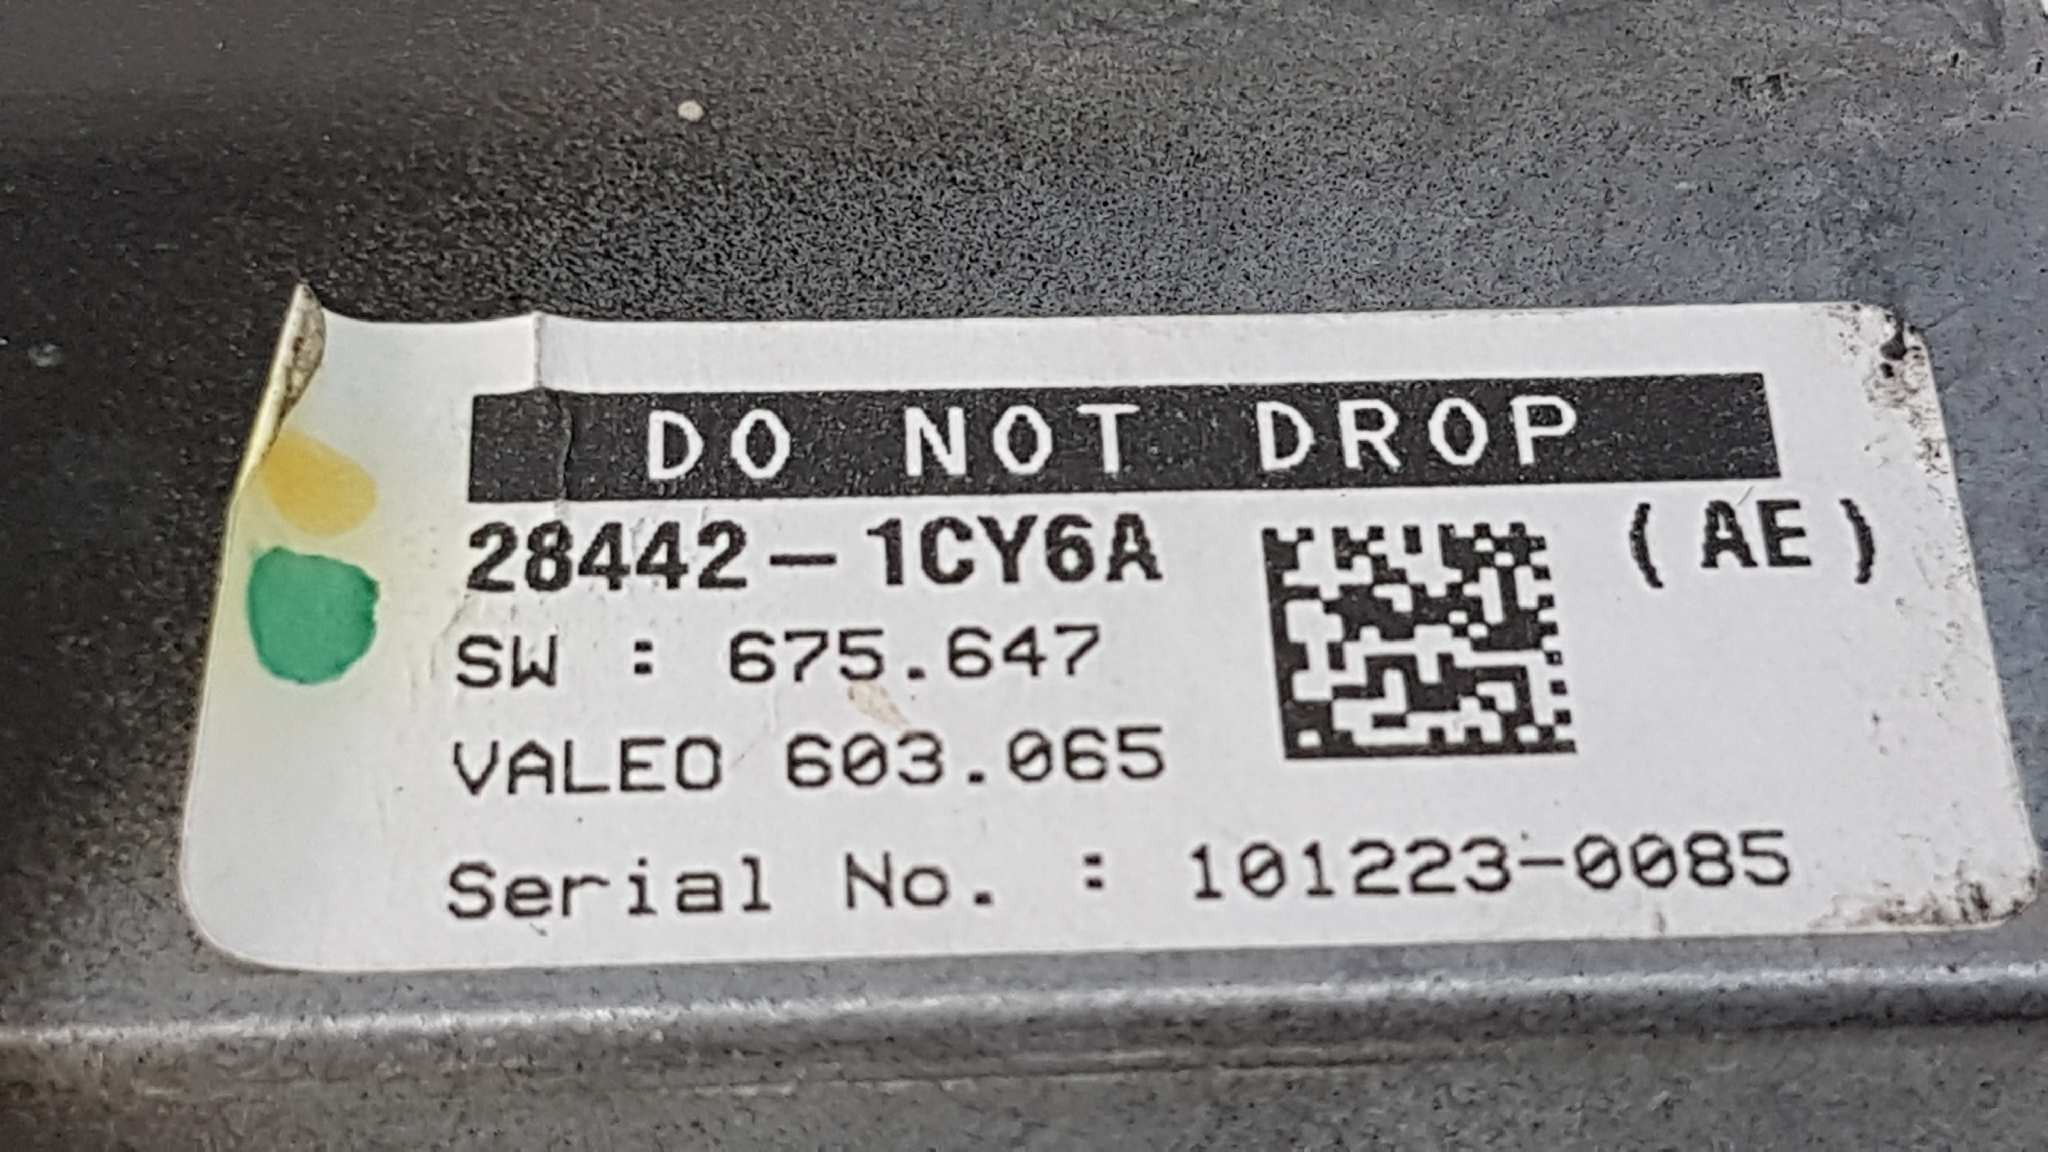 DO NOT DROP
28442-1CY6A (AE)
SW : 675.647
VALEO 603.065
Serial No. : 101223-0085